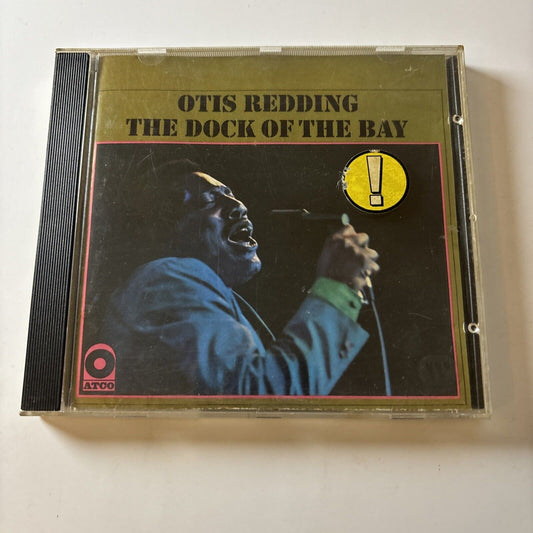 OTIS REDDING
THE DOCK OF THE BAY
!
ATCO